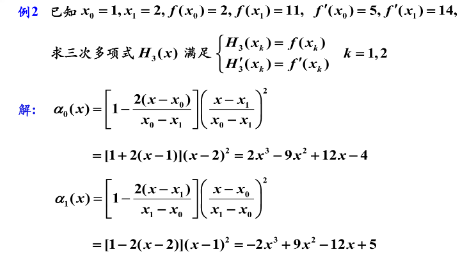 例2 已知 x₀ = 1, x₁ = 2, f(x₀) = 2, f(x₁) = 11, f′(x₀) = 5, f′(x₁) = 14,
求三次多项式 H₃(x) 满足 { H₃(xₖ) = f(xₖ)  H₃′(xₖ) = f′(xₖ)  k = 1,2
解: α₀(x) = [1 − 2(x − x₀)/(x₀ − x₁)] ((x − x₁)/(x₀ − x₁))²
= [1 + 2(x − 1)](x − 2)² = 2x³ − 9x² + 12x − 4
α₁(x) = [1 − 2(x − x₁)/(x₁ − x₀)] ((x − x₀)/(x₁ − x₀))²
= [1 − 2(x − 2)](x − 1)² = −2x³ + 9x² − 12x + 5